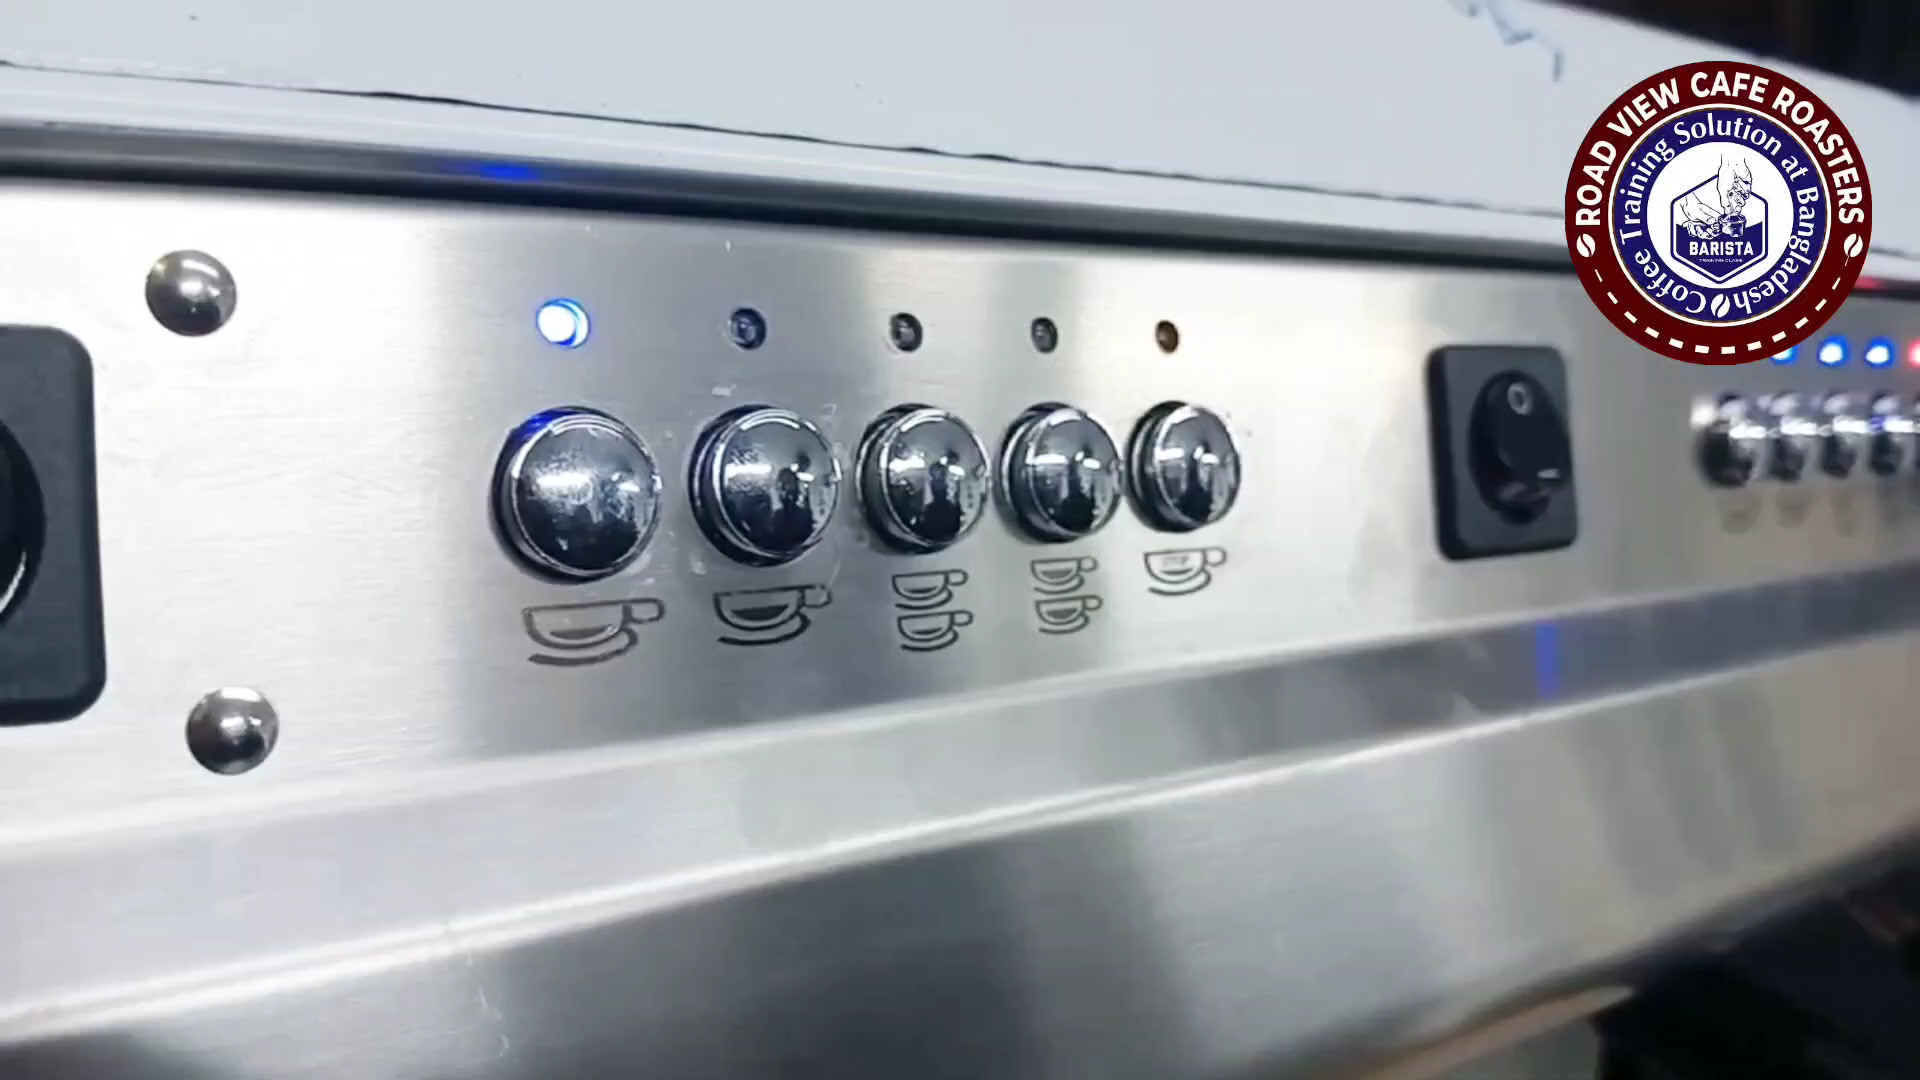 ROAD VIEW CAFE ROASTERS
Coffee Training Solution at Bangladesh
BARISTA